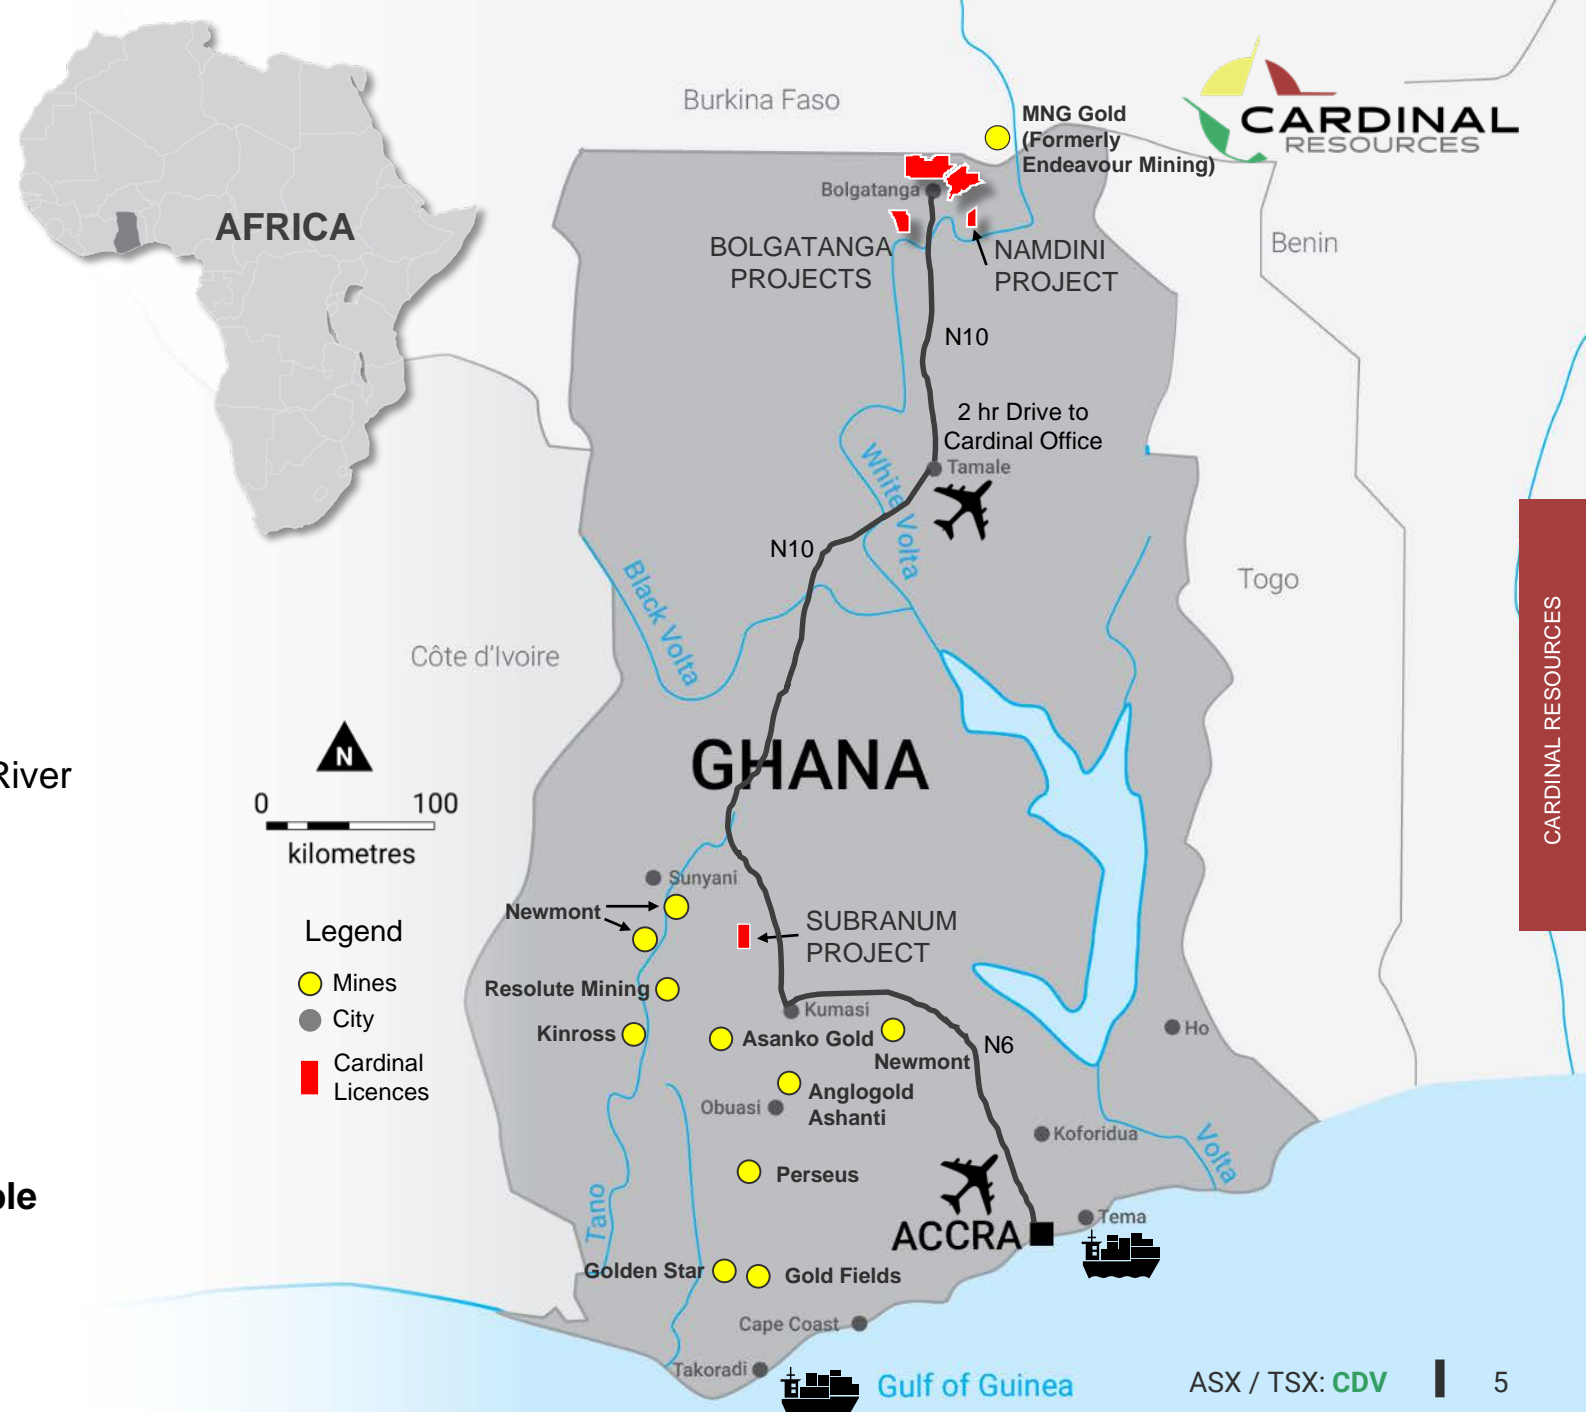 Burkina Faso
MNG Gold
(Formerly
Endeavour Mining)
CARDINAL
RESOURCES
AFRICA
Bolgatanga
BOLGATANGA
PROJECTS
NAMDINI
PROJECT
Benin
N10
2 hr Drive to
Cardinal Office
Tamale
White Volta
N10
Black Volta
Togo
Côte d'Ivoire
CARDINAL RESOURCES
GHANA
River
N
0 100
kilometres
Sunyani
Newmont
SUBRANUM
PROJECT
Legend
Mines
City
Cardinal
Licences
Resolute Mining
Kumasi
Kinross
Asanko Gold
Newmont
N6
Ho
Anglogold
Ashanti
Obuasi
Koforidua
Volta
Perseus
ple
Tano
ACCRA
Tema
Golden Star
Gold Fields
Cape Coast
Takoradi
Gulf of Guinea
ASX / TSX: CDV
5